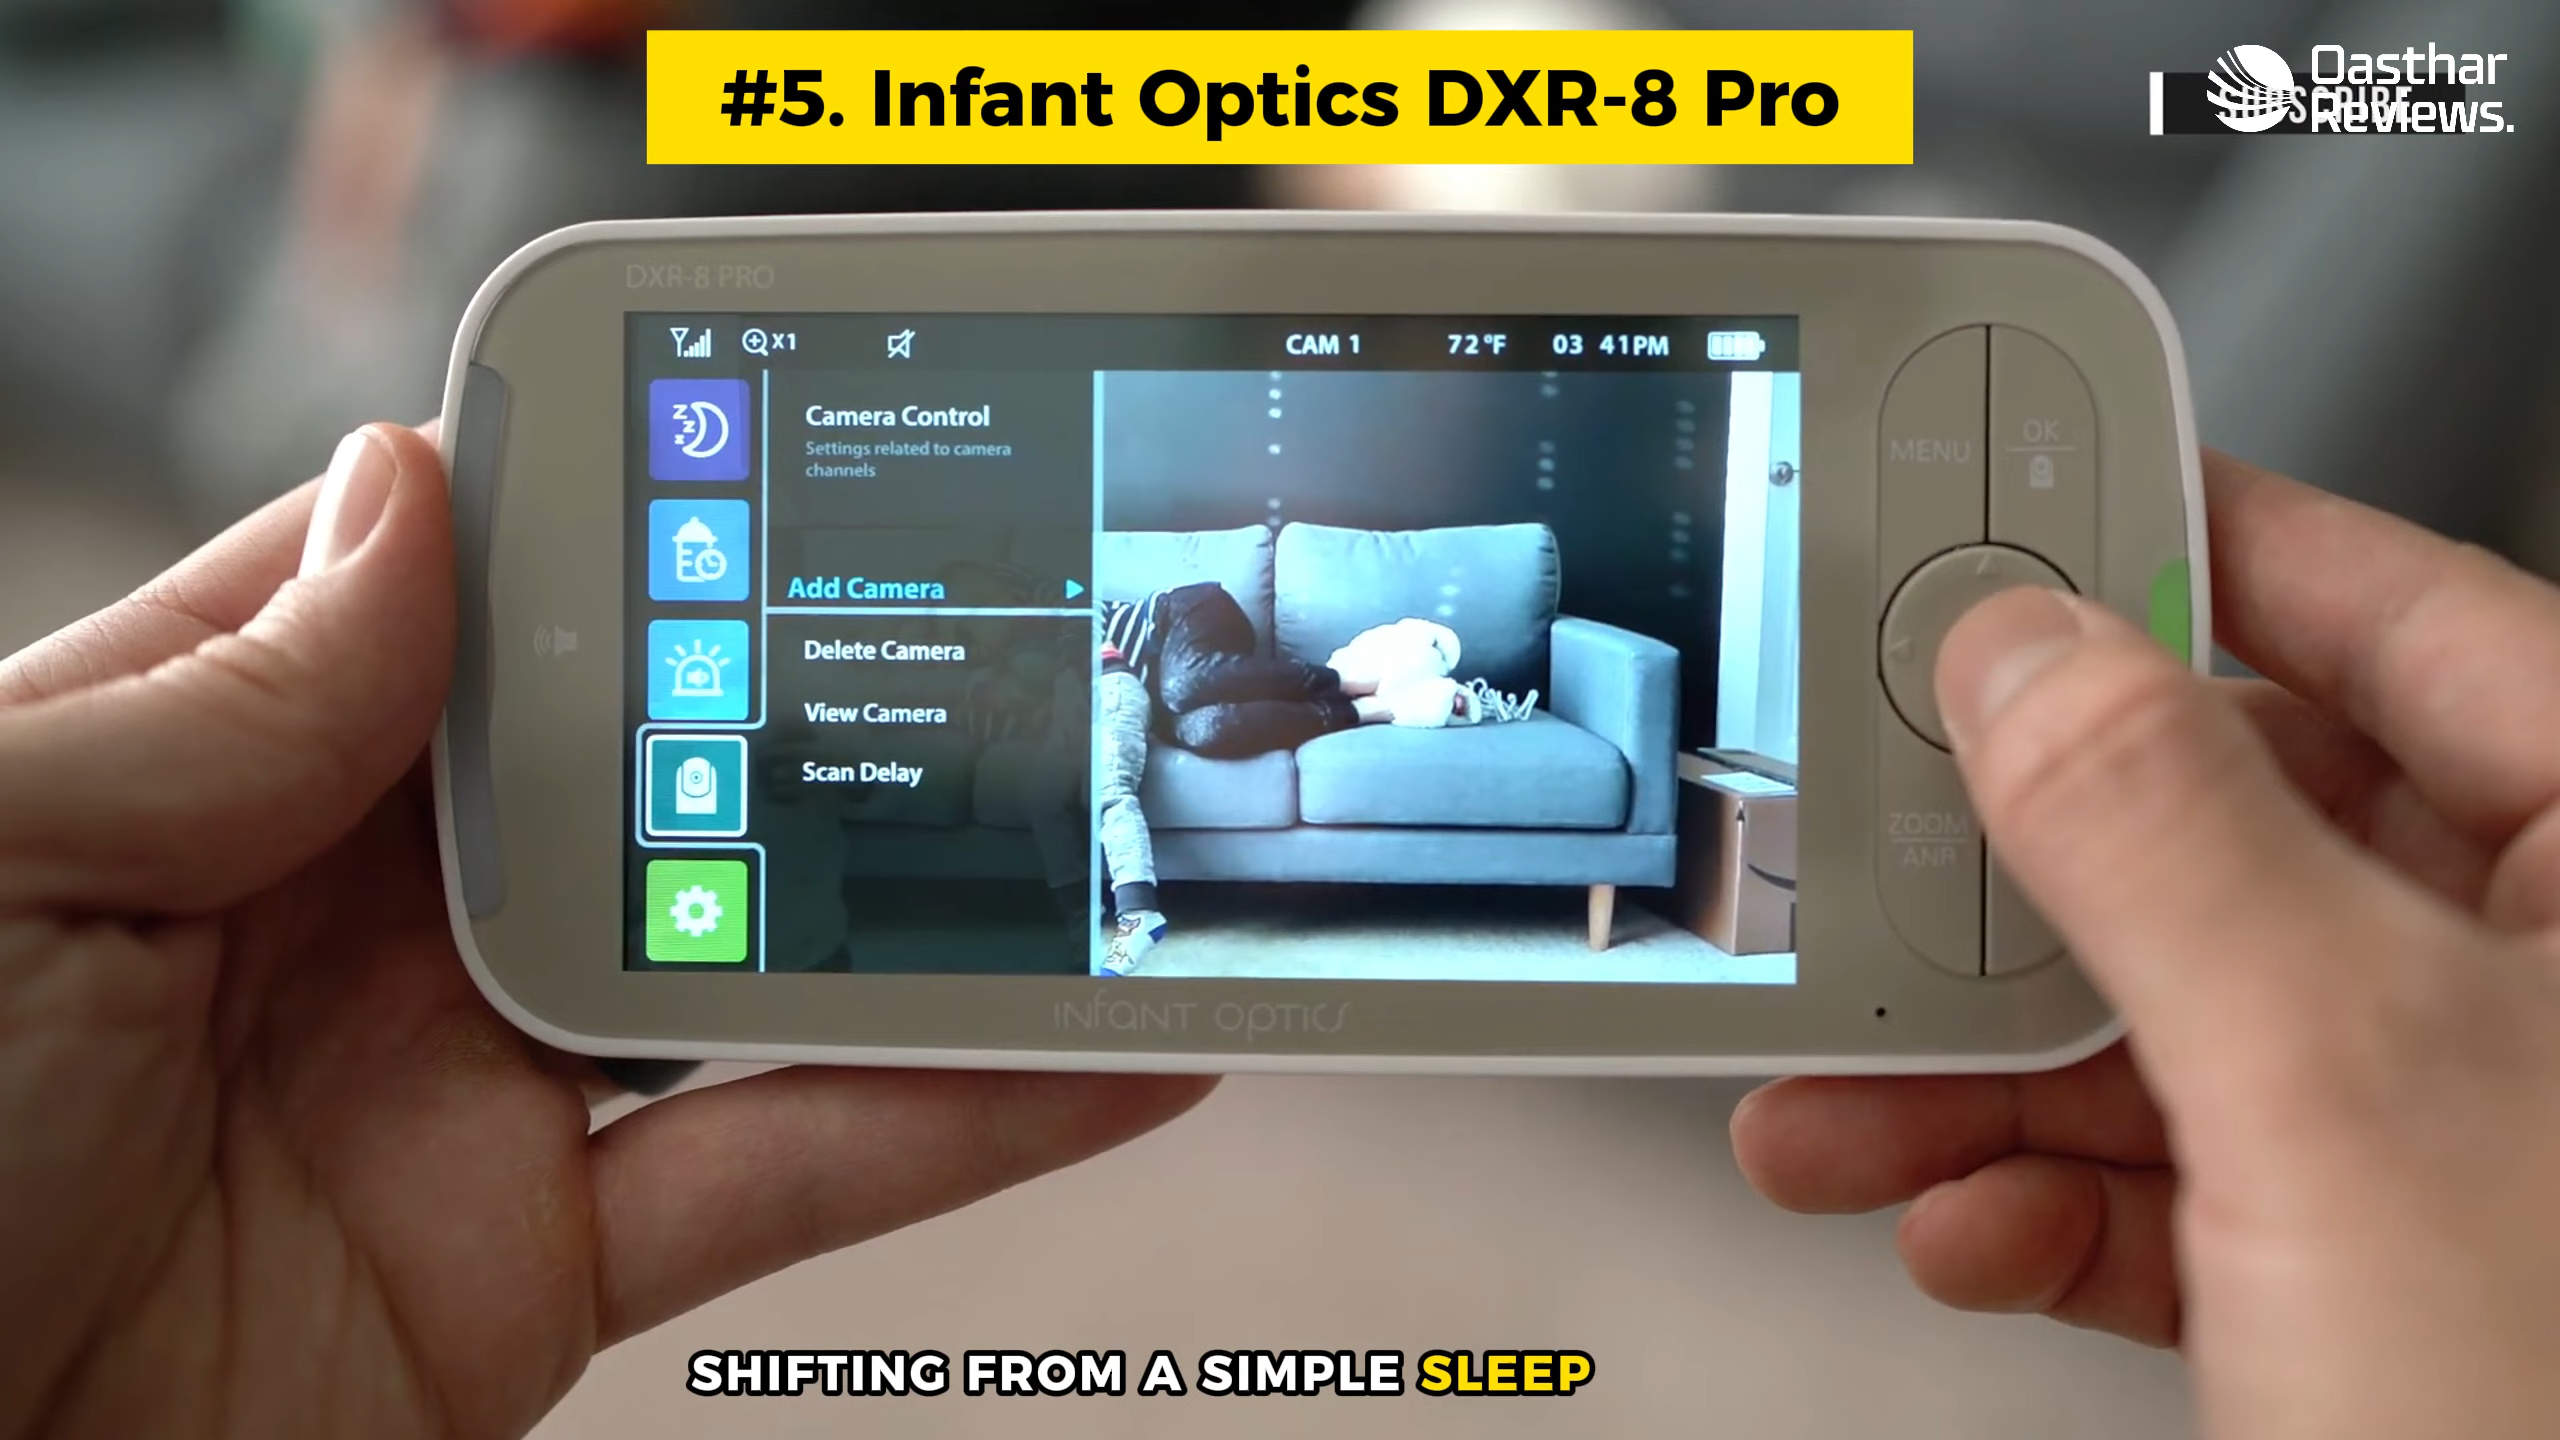 #5. Infant Optics DXR-8 Pro
Oasthar
Reviews.
SUBSCRIBE
DXR-8 PRO
X1
CAM 1
72°F
03 41PM
z z z
Camera Control
Settings related to camera
channels
Add Camera
Delete Camera
View Camera
Scan Delay
MENU
OK
ZOOM
ANR
INFANT OPTICS
SHIFTING FROM A SIMPLE SLEEP